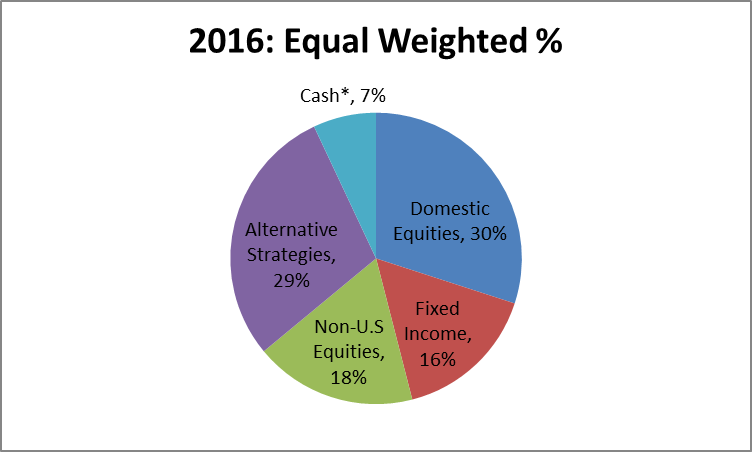 2016: Equal Weighted %
Cash*, 7%
Domestic
Equities, 30%
Alternative
Strategies,
29%
Fixed
Income,
16%
Non-U.S
Equities,
18%